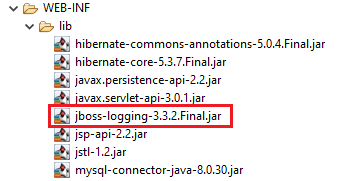 WEB-INF
lib
hibernate-commons-annotations-5.0.4.Final.jar
hibernate-core-5.3.7.Final.jar
javax.persistence-api-2.2.jar
javax.servlet-api-3.0.1.jar
jboss-logging-3.3.2.Final.jar
jsp-api-2.2.jar
jstl-1.2.jar
mysql-connector-java-8.0.30.jar